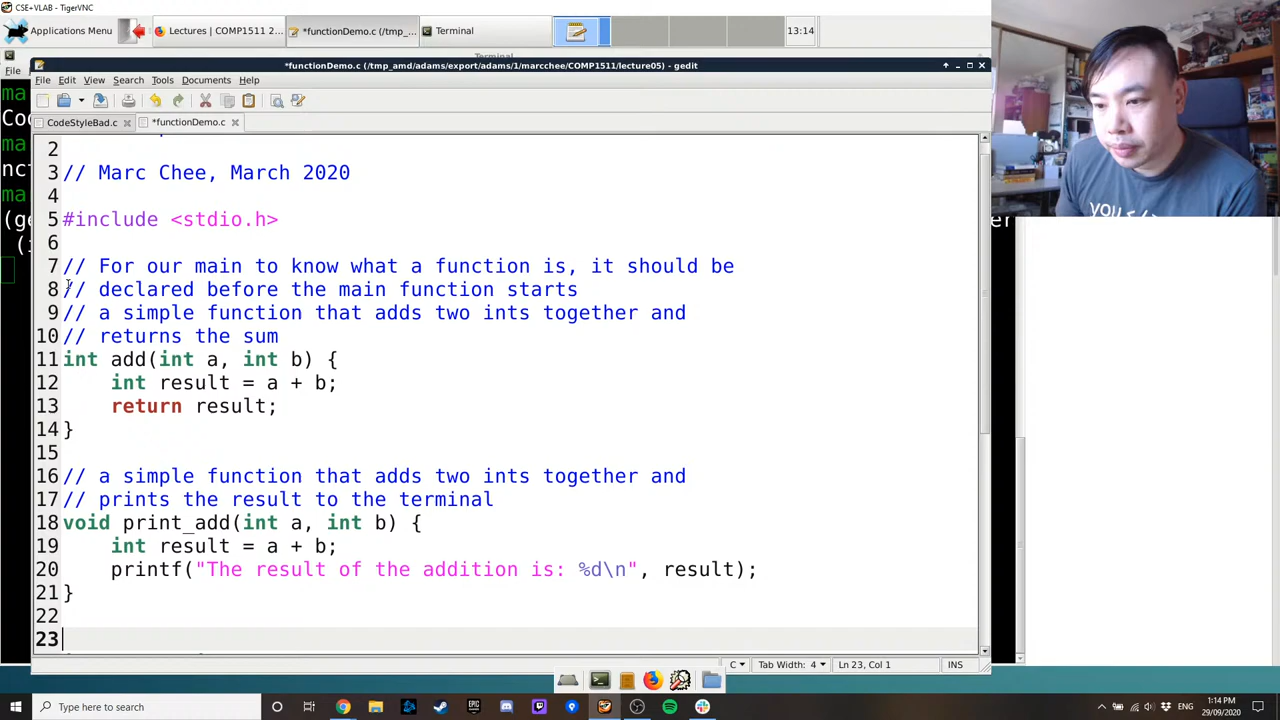 CSE+VLAB - TigerVNC
Applications Menu
Lectures | COMP1511 2...
*functionDemo.c (/tmp_...
Terminal
13:14
*functionDemo.c (/tmp_amd/adams/export/adams/1/marcchee/COMP1511/lecture05) - gedit
File Edit View Search Tools Documents Help
CodeStyleBad.c
*functionDemo.c
2
3 // Marc Chee, March 2020
4
5 #include <stdio.h>
6
7 // For our main to know what a function is, it should be
8 // declared before the main function starts
9 // a simple function that adds two ints together and
10 // returns the sum
11 int add(int a, int b) {
12 int result = a + b;
13 return result;
14 }
15
16 // a simple function that adds two ints together and
17 // prints the result to the terminal
18 void print_add(int a, int b) {
19 int result = a + b;
20 printf("The result of the addition is: %d\n", result);
21 }
22
23
C Tab Width: 4 Ln 23, Col 1 INS
Type here to search
ENG
1:14 PM
29/09/2020